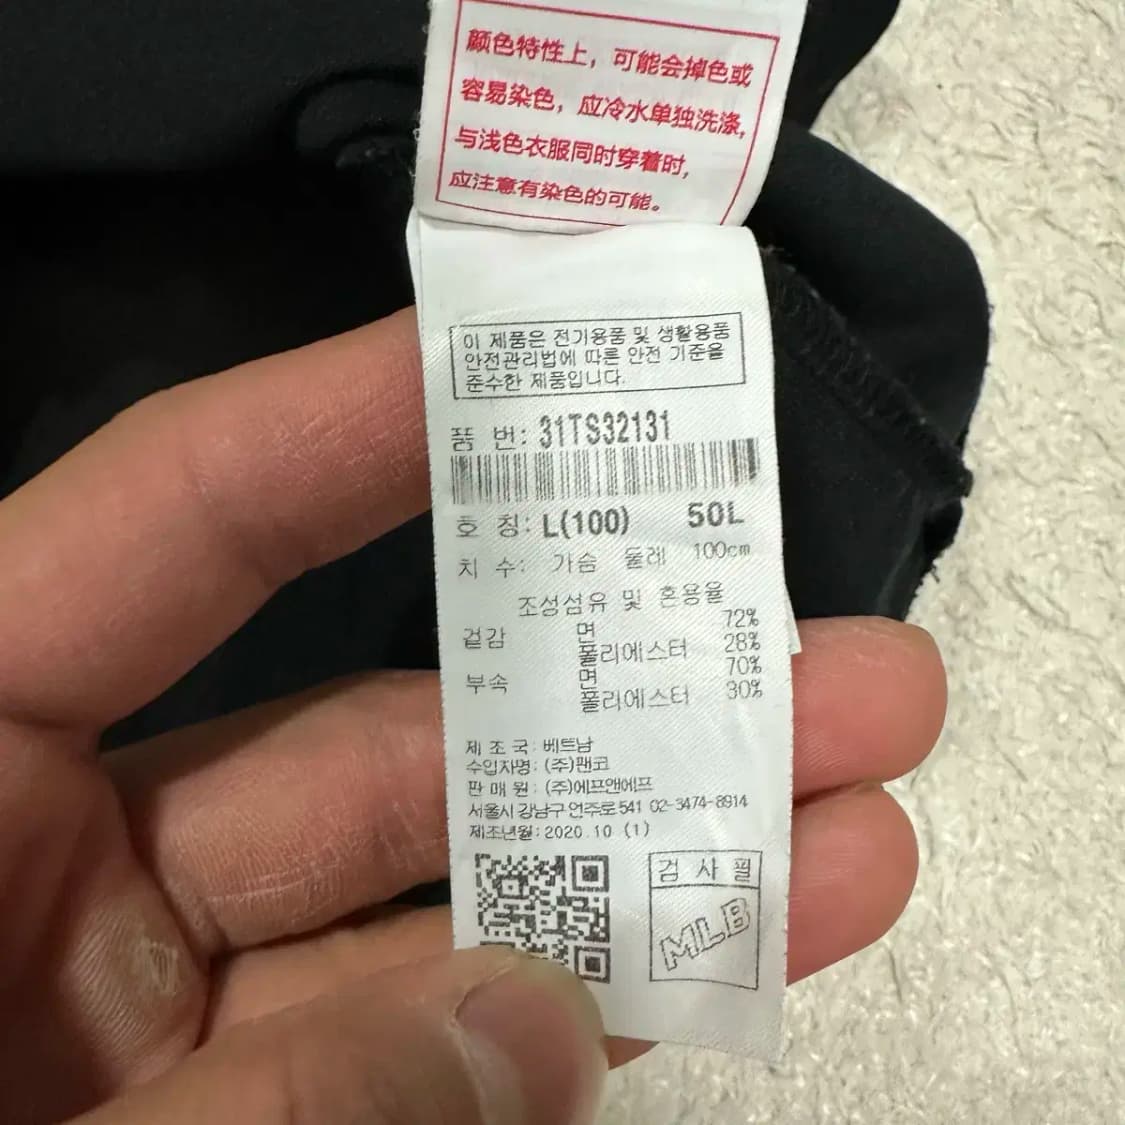 颜色特性上，可能会掉色或
容易染色，应冷水单独洗涤,
与浅色衣服同时穿着时,
应注意有染色的可能。
이 제품은 전기용품 및 생활용품
안전관리법에 따른 안전 기준을
준수한 제품입니다.
품 번: 31TS32131
호 칭: L(100) 50L
치 수: 가슴 둘레 100cm
조성섬유 및 혼용율
겉감 면 72%
폴리에스터 28%
부속 면 70%
폴리에스터 30%
제 조 국: 베트남
수입자명: (주)팬코
판 매 원: (주)에프앤에프
서울시 강남구 언주로 541 02-3474-8914
제조년월: 2020.10 (1)
검 사 필
MLB